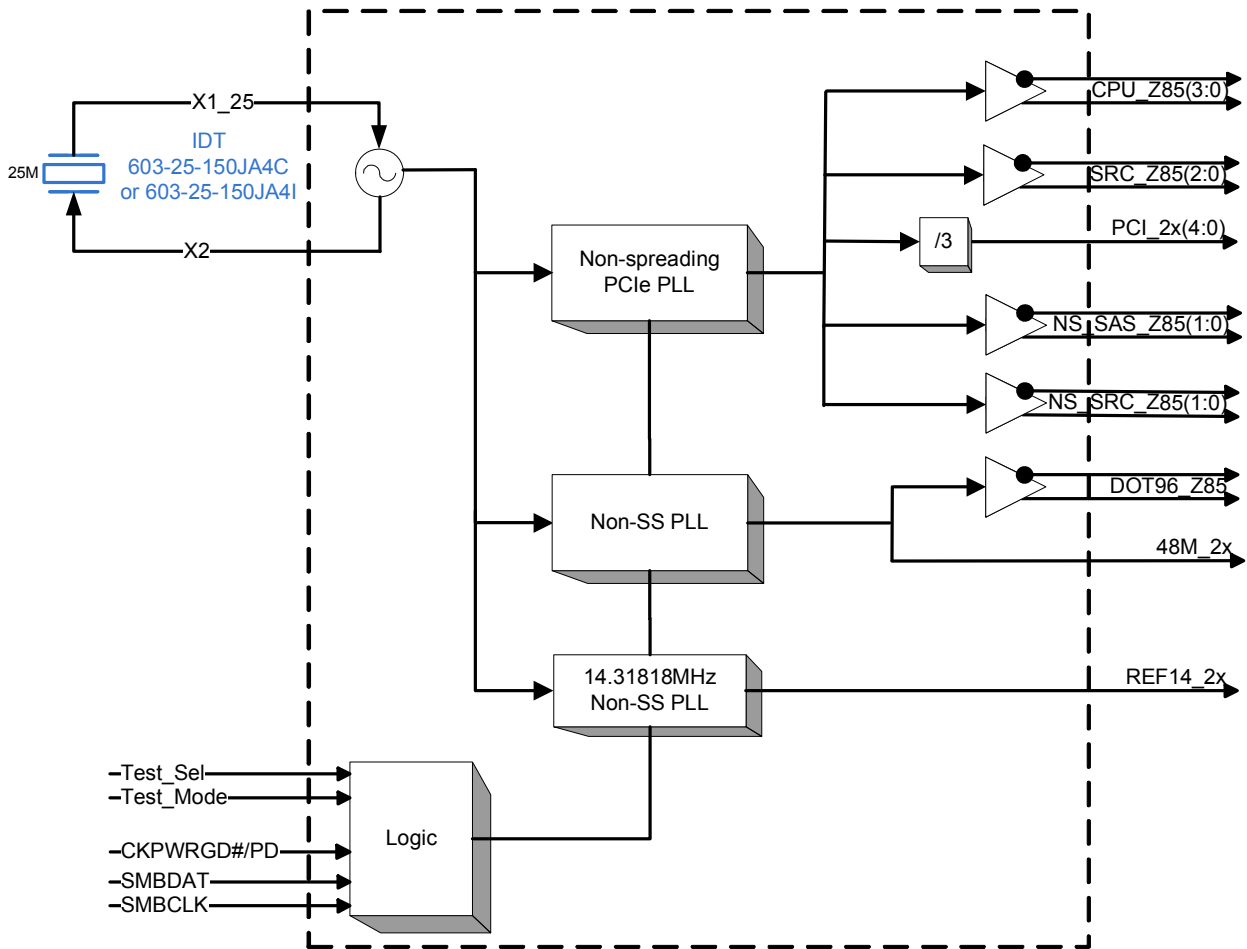 X1_25
IDT
603-25-150JA4C
or 603-25-150JA4I
25M
X2
CPU_Z85(3:0)
SRC_Z85(2:0)
PCI_2x(4:0)
/3
Non-spreading
PCIe PLL
NS_SAS_Z85(1:0)
NS_SRC_Z85(1:0)
DOT96_Z85
Non-SS PLL
48M_2x
14.31818MHz
Non-SS PLL
REF14_2x
Test_Sel
Test_Mode
Logic
CKPWRGD#/PD
SMBDAT
SMBCLK